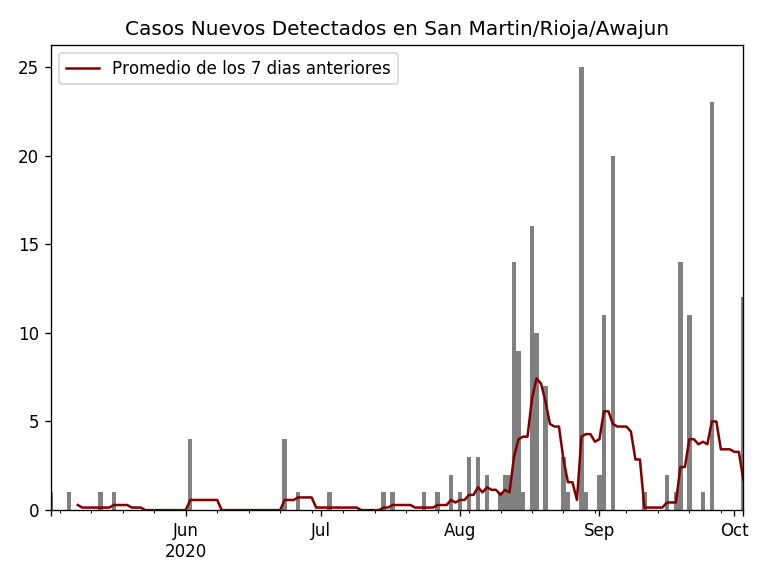 Casos Nuevos Detectados en San Martin/Rioja/Awajun
Promedio de los 7 dias anteriores
25
20
15
10
5
0
Jun
2020
Jul
Aug
Sep
Oct